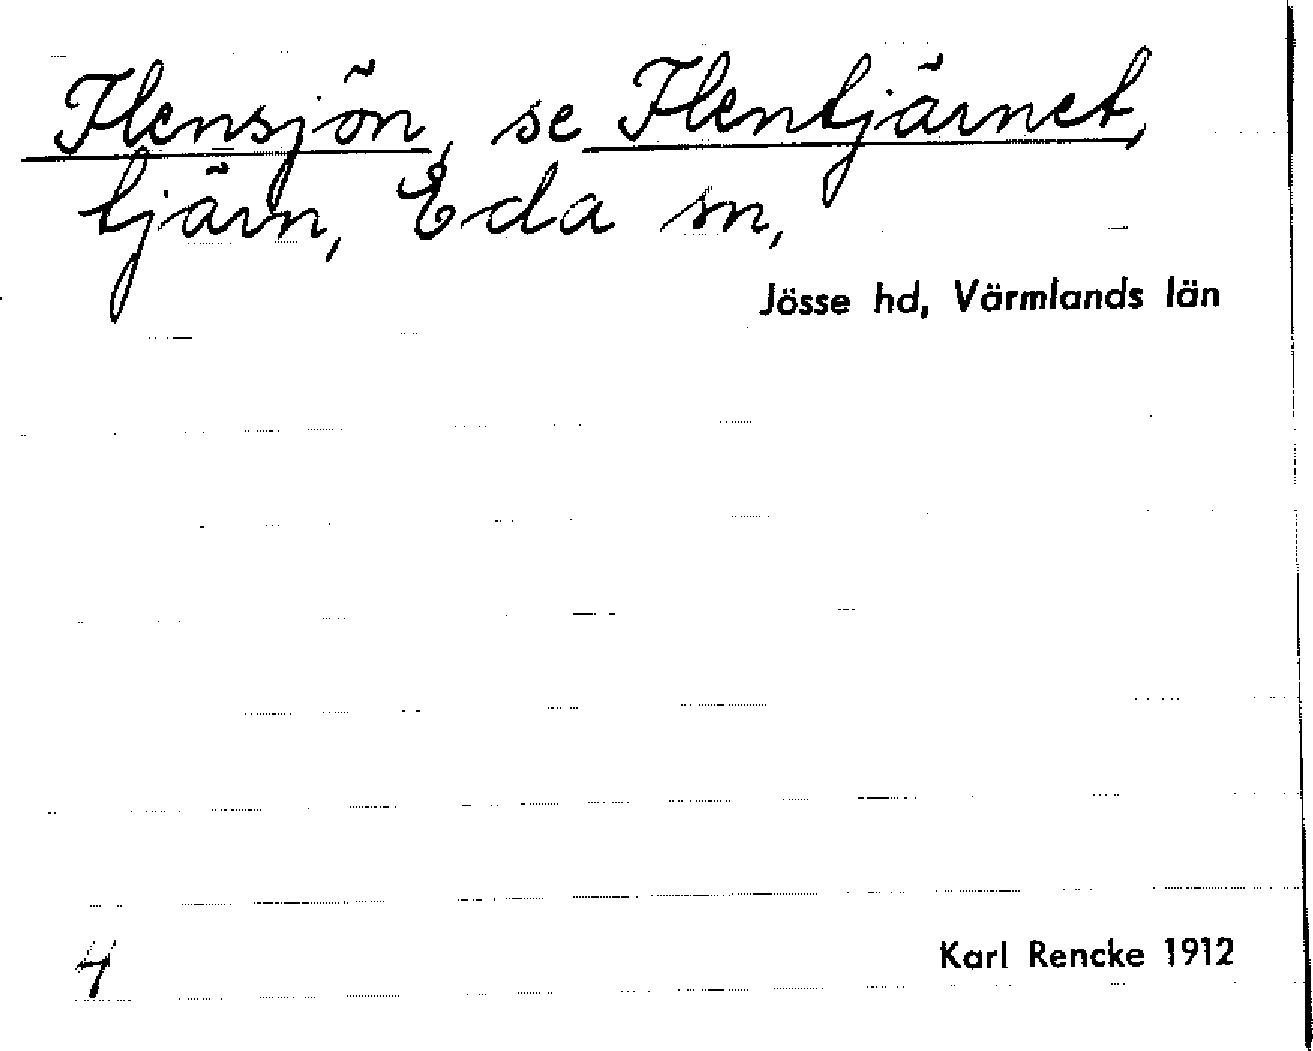 Flensjön, se Flentjärnet,
tjärn, Eda sn,
Jösse hd, Värmlands län
4
Karl Rencke 1912